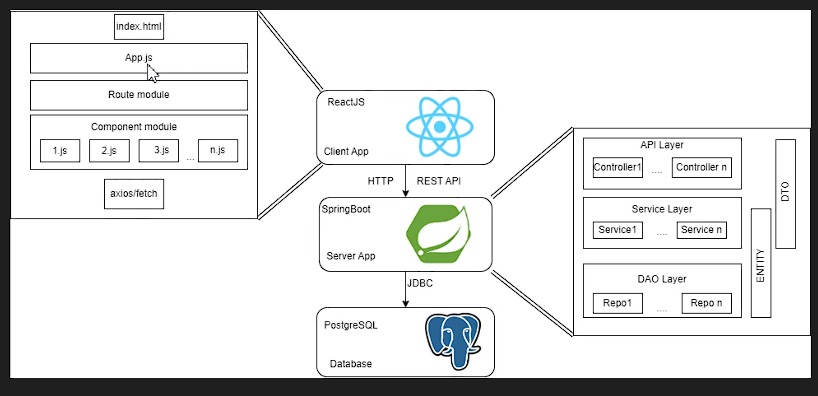 index.html
App.js
Route module
Component module
1.js 2.js 3.js ... n.js
axios/fetch
ReactJS
Client App
HTTP REST API
SpringBoot
Server App
JDBC
PostgreSQL
Database
API Layer
Controller1 .... Controller n
Service Layer
Service1 .... Service n
DAO Layer
Repo1 .... Repo n
DTO
ENTITY